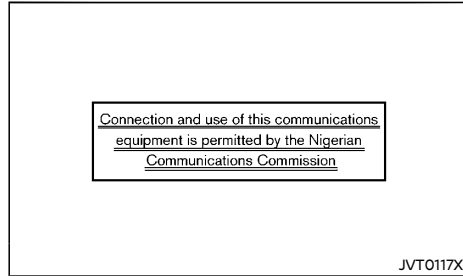 Connection and use of this communications
equipment is permitted by the Nigerian
Communications Commission
JVT0117X